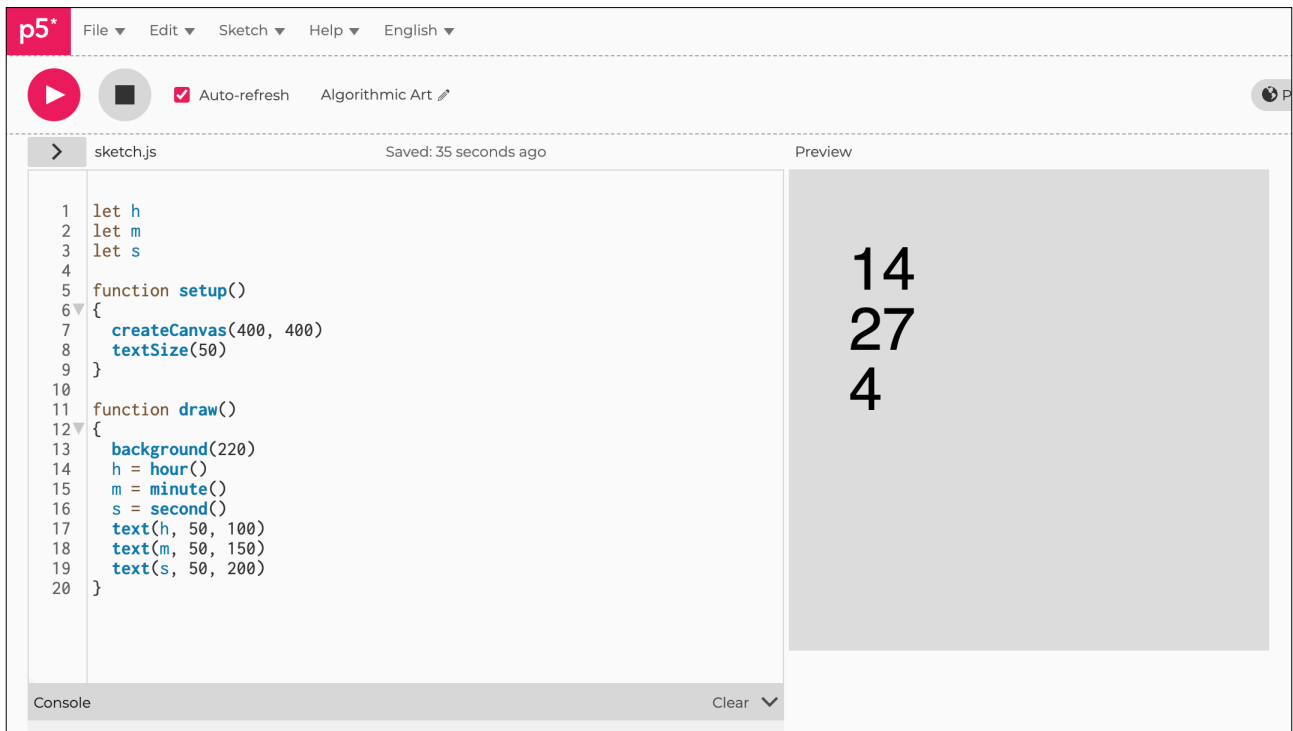 p5* File Edit Sketch Help English
Auto-refresh Algorithmic Art P
sketch.js Saved: 35 seconds ago Preview
1 let h
2 let m
3 let s
4
5 function setup()
6 {
7 createCanvas(400, 400)
8 textSize(50)
9 }
10
11 function draw()
12 {
13 background(220)
14 h = hour()
15 m = minute()
16 s = second()
17 text(h, 50, 100)
18 text(m, 50, 150)
19 text(s, 50, 200)
20 }
14
27
4
Console Clear